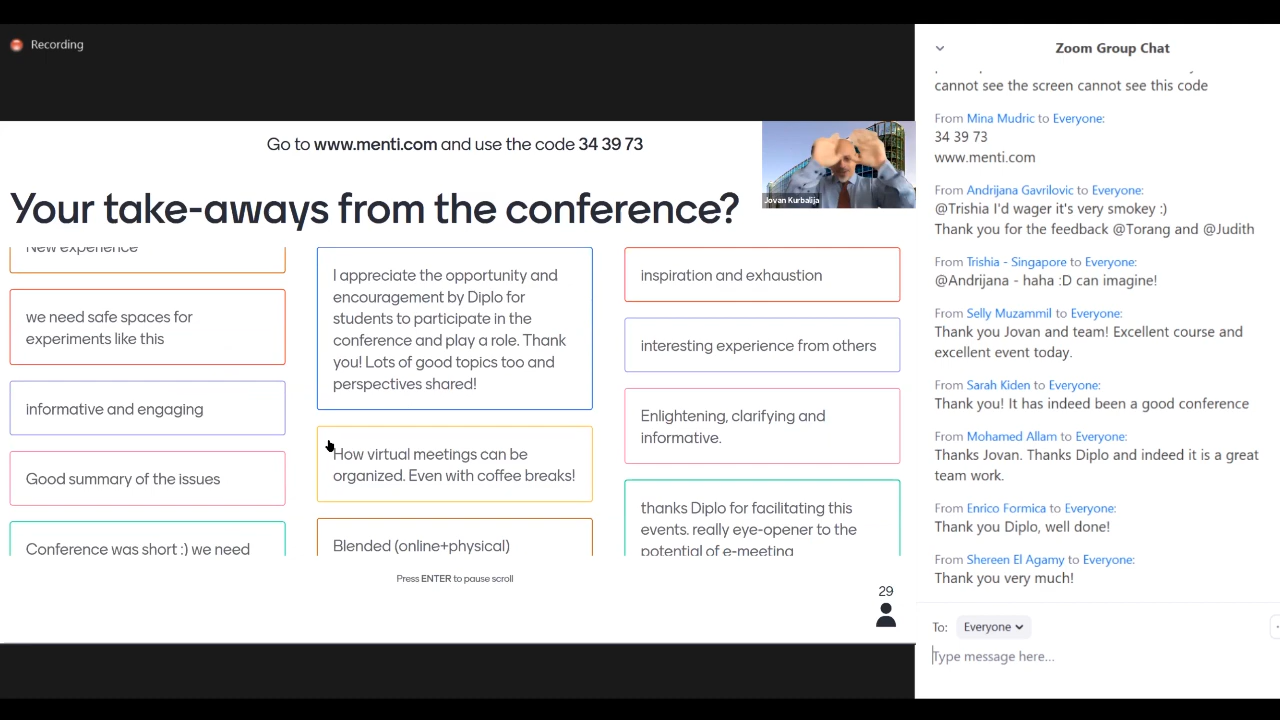 Recording
Go to www.menti.com and use the code 34 39 73
Jovan Kurbalija
Your take-aways from the conference?
New experience
we need safe spaces for
experiments like this
informative and engaging
Good summary of the issues
Conference was short :) we need
I appreciate the opportunity and
encouragement by Diplo for
students to participate in the
conference and play a role. Thank
you! Lots of good topics too and
perspectives shared!
How virtual meetings can be
organized. Even with coffee breaks!
Blended (online+physical)
inspiration and exhaustion
interesting experience from others
Enlightening, clarifying and
informative.
thanks Diplo for facilitating this
events. really eye-opener to the
potential of e-meeting
Press ENTER to pause scroll
29
Zoom Group Chat
cannot see the screen cannot see this code
From Mina Mudric to Everyone:
34 39 73
www.menti.com
From Andrijana Gavrilovic to Everyone:
@Trishia I'd wager it's very smokey :)
Thank you for the feedback @Torang and @Judith
From Trishia - Singapore to Everyone:
@Andrijana - haha :D can imagine!
From Selly Muzammil to Everyone:
Thank you Jovan and team! Excellent course and
excellent event today.
From Sarah Kiden to Everyone:
Thank you! It has indeed been a good conference
From Mohamed Allam to Everyone:
Thanks Jovan. Thanks Diplo and indeed it is a great
team work.
From Enrico Formica to Everyone:
Thank you Diplo, well done!
From Shereen El Agamy to Everyone:
Thank you very much!
To: Everyone
Type message here...